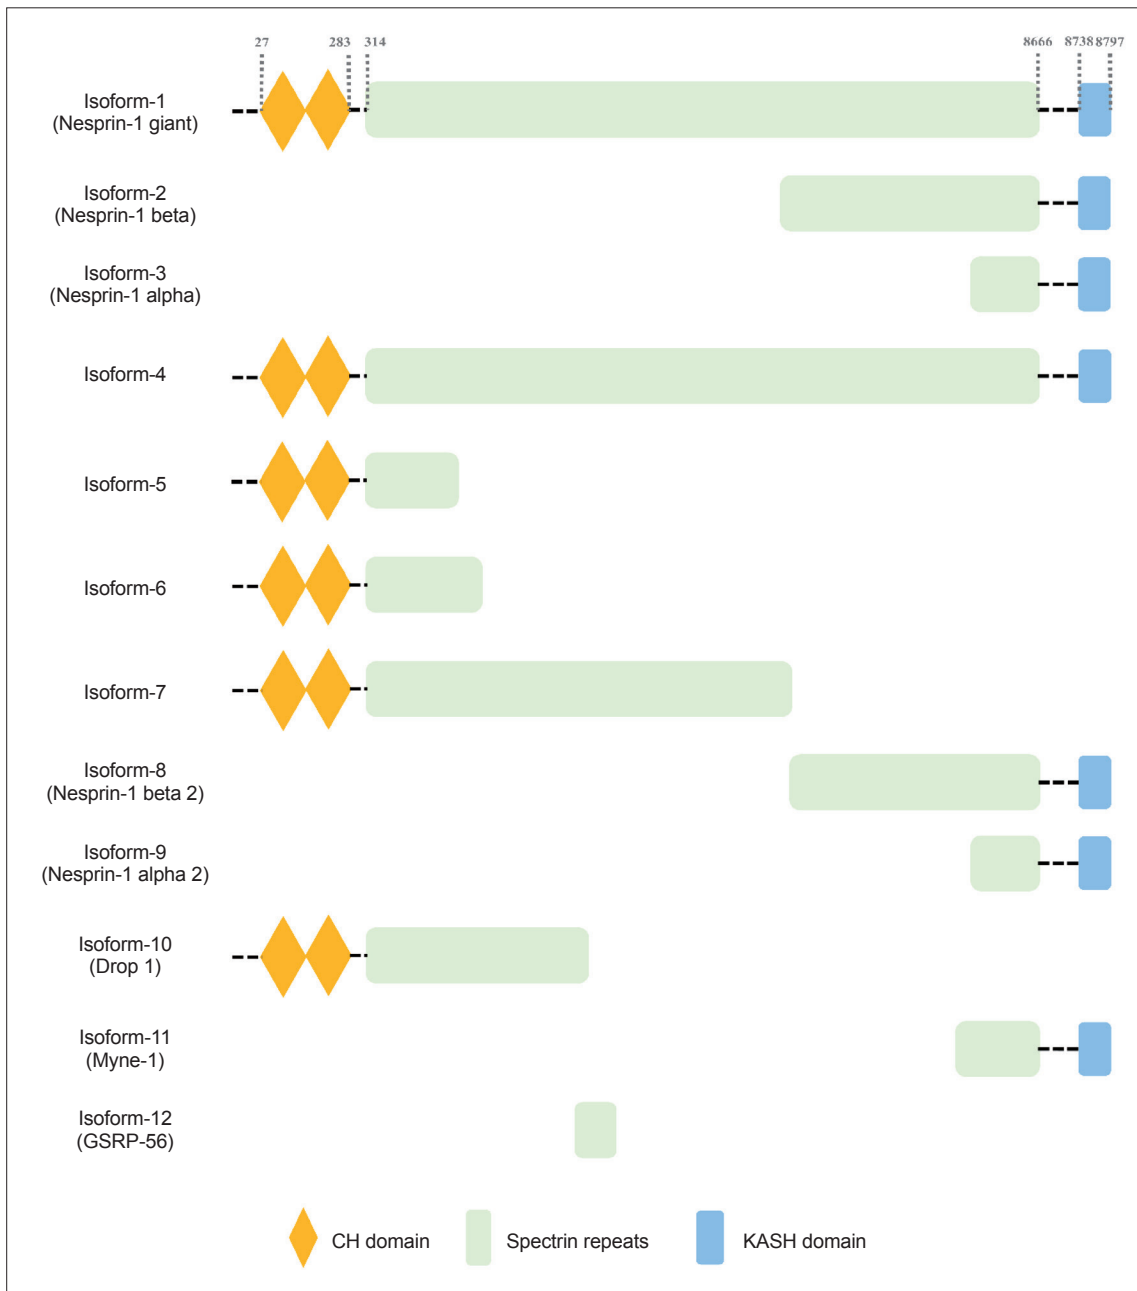 27 283 314 8666 8738 8797
Isoform-1
(Nesprin-1 giant)
Isoform-2
(Nesprin-1 beta)
Isoform-3
(Nesprin-1 alpha)
Isoform-4
Isoform-5
Isoform-6
Isoform-7
Isoform-8
(Nesprin-1 beta 2)
Isoform-9
(Nesprin-1 alpha 2)
Isoform-10
(Drop 1)
Isoform-11
(Myne-1)
Isoform-12
(GSRP-56)
CH domain Spectrin repeats KASH domain